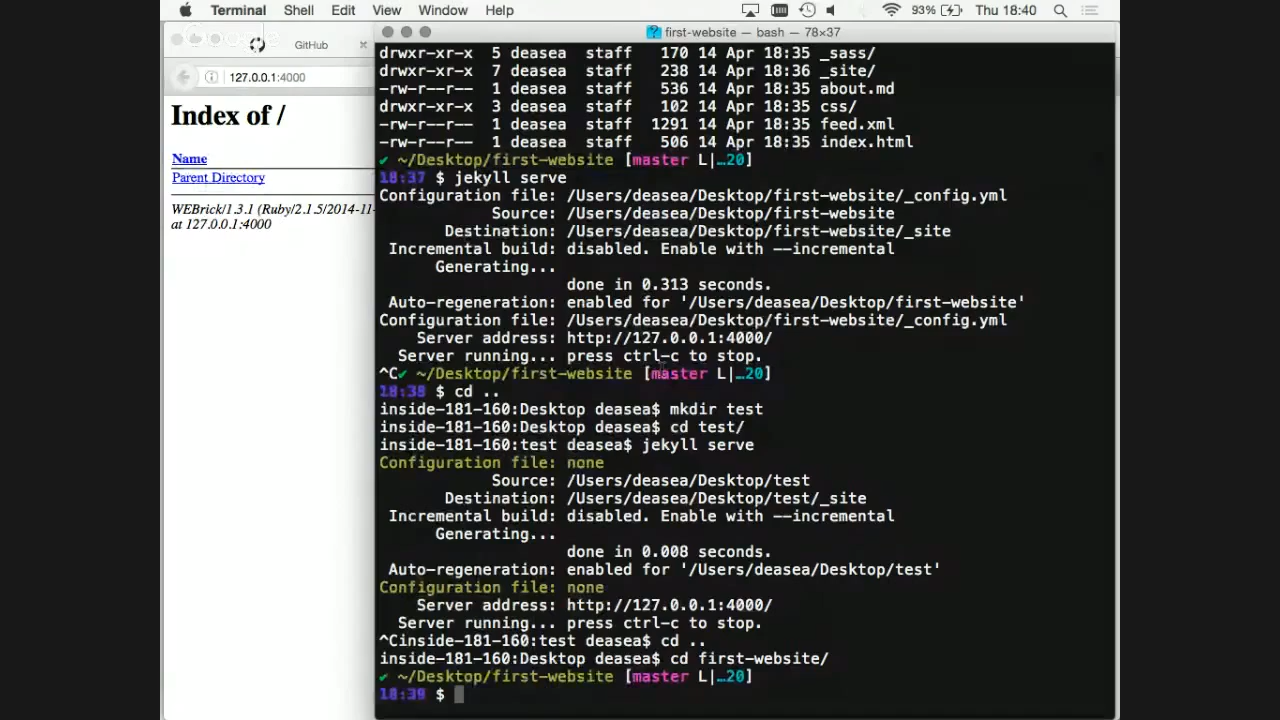 Terminal Shell Edit View Window Help 93% Thu 18:40
GitHub
127.0.0.1:4000
Index of /
Name
Parent Directory
WEBrick/1.3.1 (Ruby/2.1.5/2014-11-
at 127.0.0.1:4000
first-website — bash — 78×37
drwxr-xr-x 5 deasea staff 170 14 Apr 18:35 _sass/
drwxr-xr-x 7 deasea staff 238 14 Apr 18:36 _site/
-rw-r--r-- 1 deasea staff 536 14 Apr 18:35 about.md
drwxr-xr-x 3 deasea staff 102 14 Apr 18:35 css/
-rw-r--r-- 1 deasea staff 1291 14 Apr 18:35 feed.xml
-rw-r--r-- 1 deasea staff 506 14 Apr 18:35 index.html
✔ ~/Desktop/first-website [master L|…20]
18:37 $ jekyll serve
Configuration file: /Users/deasea/Desktop/first-website/_config.yml
Source: /Users/deasea/Desktop/first-website
Destination: /Users/deasea/Desktop/first-website/_site
Incremental build: disabled. Enable with --incremental
Generating...
done in 0.313 seconds.
Auto-regeneration: enabled for '/Users/deasea/Desktop/first-website'
Configuration file: /Users/deasea/Desktop/first-website/_config.yml
Server address: http://127.0.0.1:4000/
Server running... press ctrl-c to stop.
^C✔ ~/Desktop/first-website [master L|…20]
18:38 $ cd ..
inside-181-160:Desktop deasea$ mkdir test
inside-181-160:Desktop deasea$ cd test/
inside-181-160:test deasea$ jekyll serve
Configuration file: none
Source: /Users/deasea/Desktop/test
Destination: /Users/deasea/Desktop/test/_site
Incremental build: disabled. Enable with --incremental
Generating...
done in 0.008 seconds.
Auto-regeneration: enabled for '/Users/deasea/Desktop/test'
Configuration file: none
Server address: http://127.0.0.1:4000/
Server running... press ctrl-c to stop.
^Cinside-181-160:test deasea$ cd ..
inside-181-160:Desktop deasea$ cd first-website/
✔ ~/Desktop/first-website [master L|…20]
18:39 $